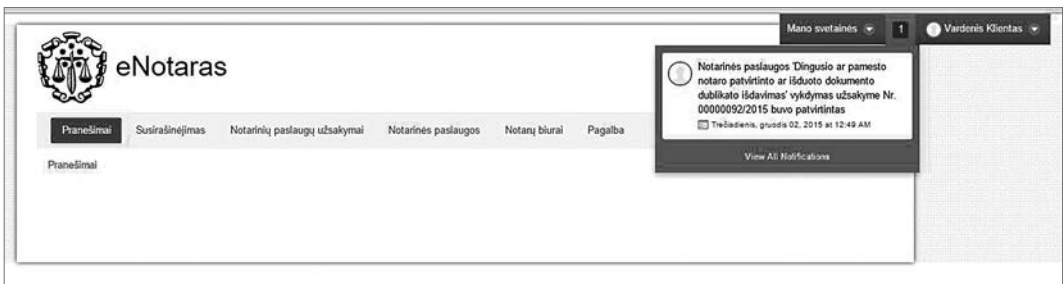 Mano svetainės 1 Vardenis Klientas
eNotaras
Notarinės paslaugos 'Dingusio ar pamesto
notaro patvirtinto ar išduoto dokumento
dublikato išdavimas' vykdymas užsakyme Nr.
00000092/2015 buvo patvirtintas
Trečiadienis, gruodis 02, 2015 at 12:49 AM
View All Notifications
Pranešimai Susirašinėjimas Notarinių paslaugų užsakymai Notarinės paslaugos Notarų biurai Pagalba
Pranešimai